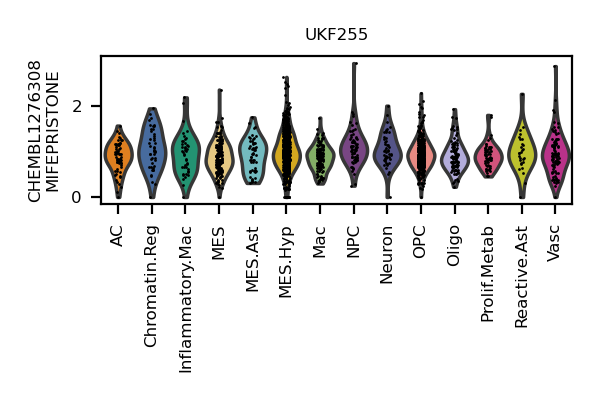 UKF255
CHEMBL1276308
MIFEPRISTONE
2
0
AC
Chromatin.Reg
Inflammatory.Mac
MES
MES.Ast
MES.Hyp
Mac
NPC
Neuron
OPC
Oligo
Prolif.Metab
Reactive.Ast
Vasc